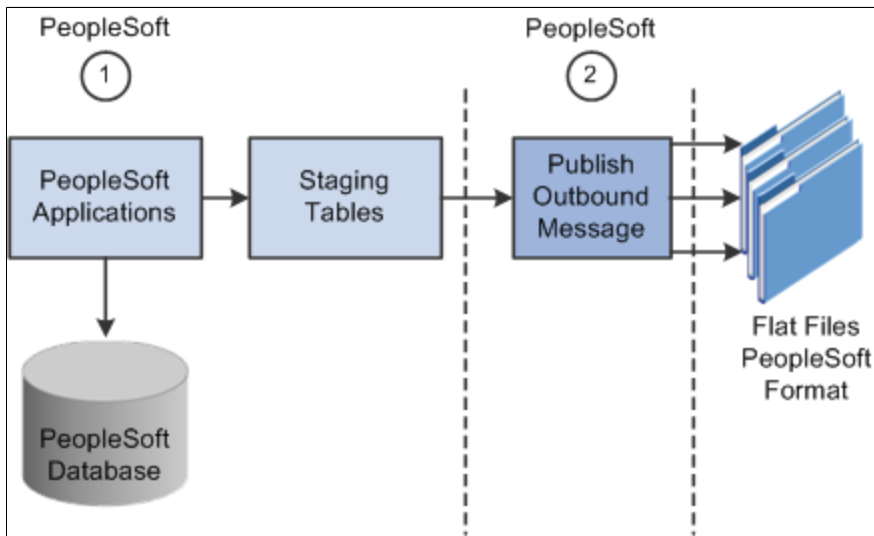 PeopleSoft
1
PeopleSoft
2
PeopleSoft
Applications
Staging
Tables
Publish
Outbound
Message
Flat Files
PeopleSoft
Format
PeopleSoft
Database